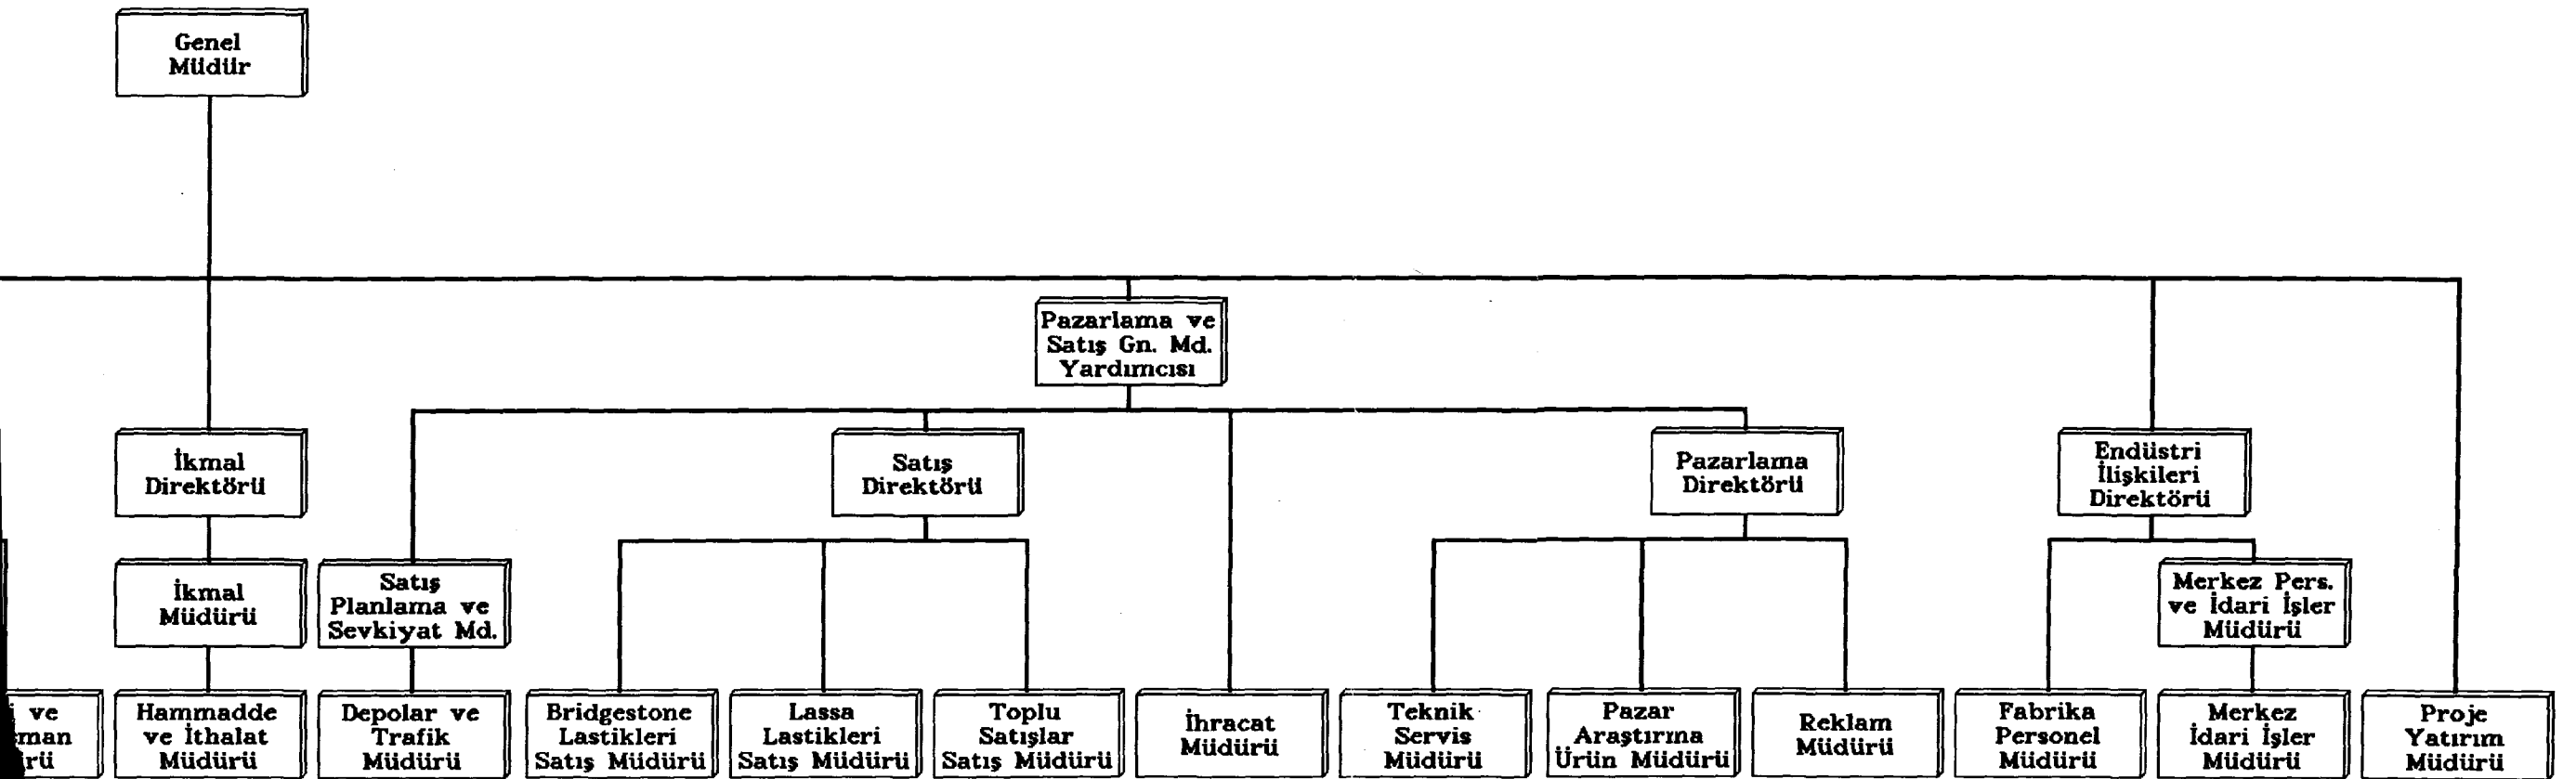 Genel
Müdür
Pazarlama ve
Satış Gn. Md.
Yardımcısı
İkmal
Direktörü
Satış
Direktörü
Pazarlama
Direktörü
Endüstri
İlişkileri
Direktörü
İkmal
Müdürü
Satış
Planlama ve
Sevkiyat Md.
Merkez Pers.
ve İdari İşler
Müdürü
ve
Hammadde
ve İthalat
Müdürü
Depolar ve
Trafik
Müdürü
Bridgestone
Lastikleri
Satış Müdürü
Lassa
Lastikleri
Satış Müdürü
Toplu
Satışlar
Satış Müdürü
İhracat
Müdürü
Teknik
Servis
Müdürü
Pazar
Araştırına
Ürün Müdürü
Reklam
Müdürü
Fabrika
Personel
Müdürü
Merkez
İdari İşler
Müdürü
Proje
Yatırım
Müdürü